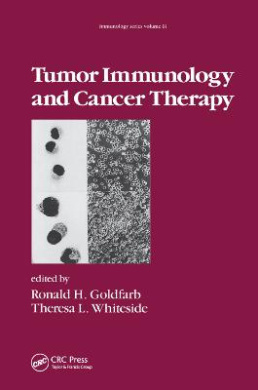 immunology series volume 61
Tumor Immunology
and Cancer Therapy
edited by
Ronald H. Goldfarb
Theresa L. Whiteside
CRC Press
Taylor & Francis Group